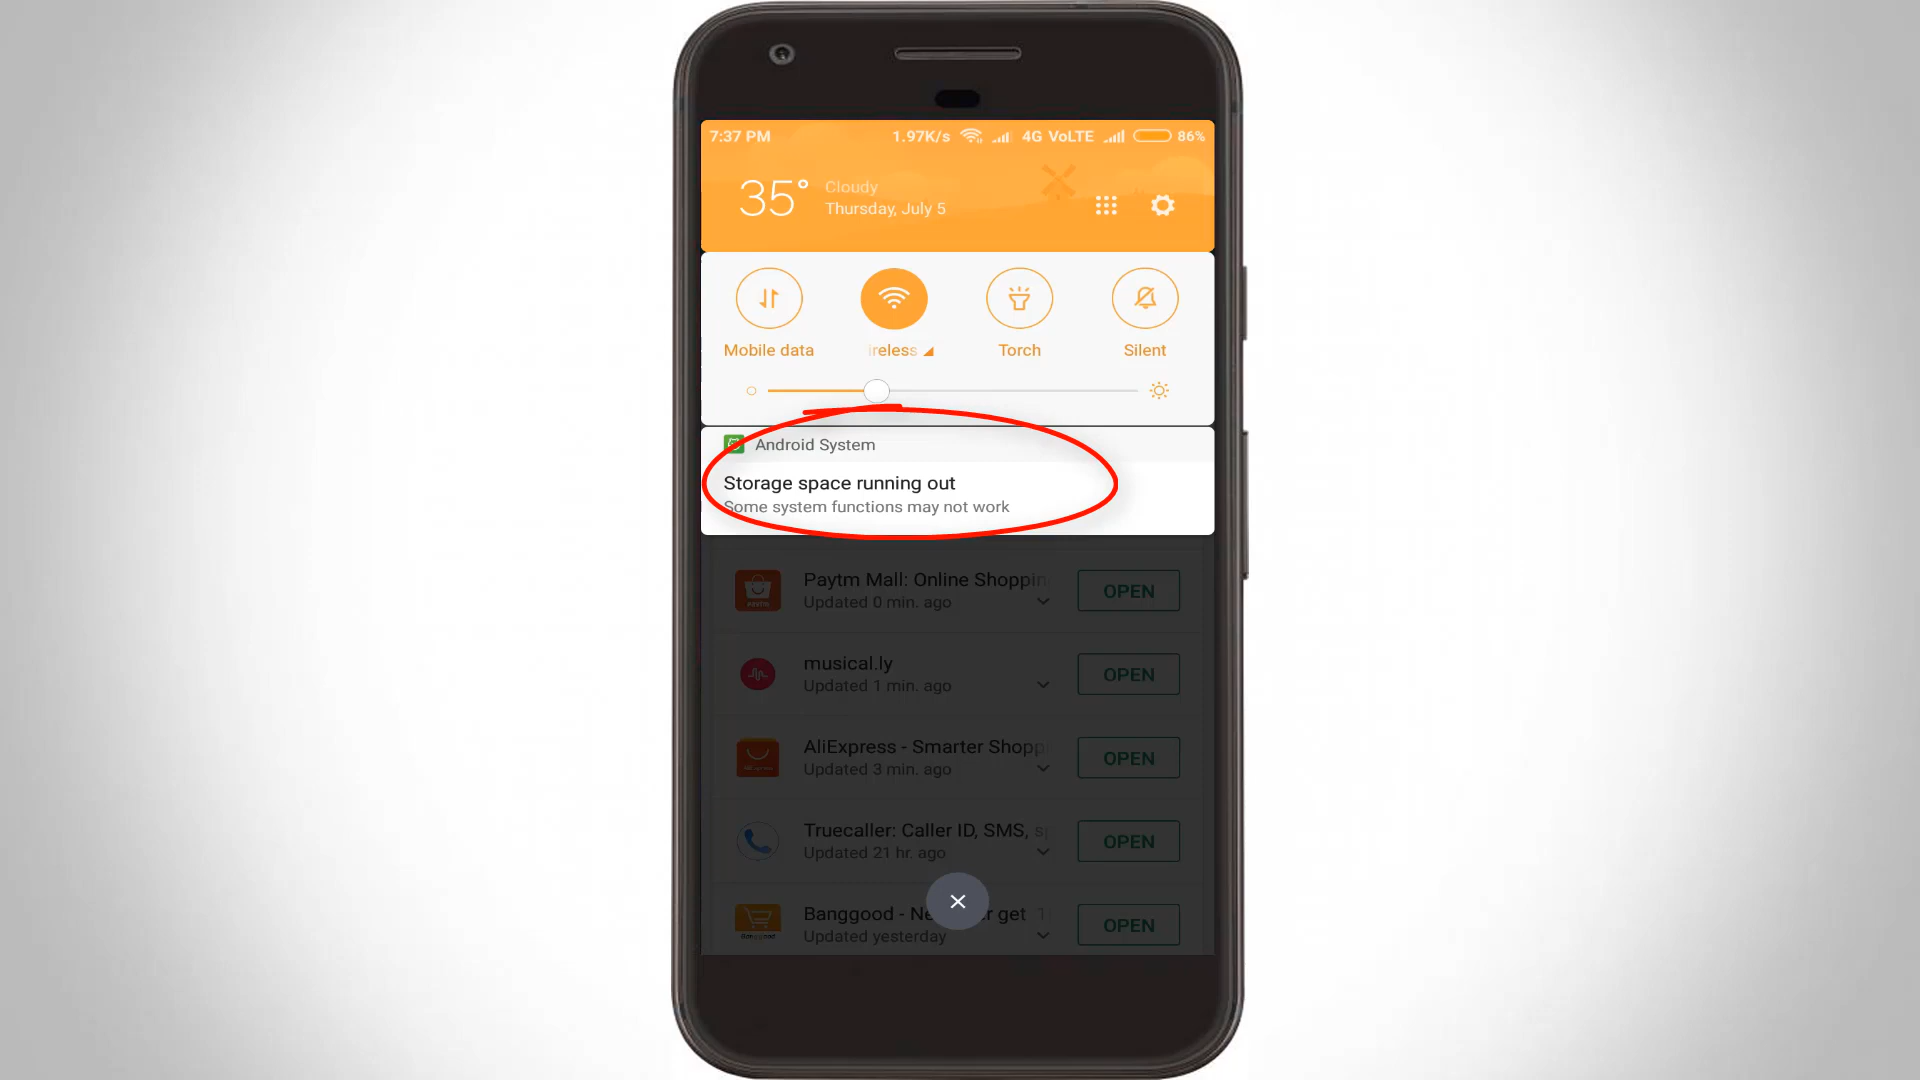 7:37 PM 1.97K/s 4G VoLTE 86%
35° Cloudy
Thursday, July 5
Mobile data ireless Torch Silent
Android System
Storage space running out
Some system functions may not work
Paytm Mall: Online Shoppin
Updated 0 min. ago
OPEN
musical.ly
Updated 1 min. ago
OPEN
AliExpress - Smarter Shopp
Updated 3 min. ago
OPEN
Truecaller: Caller ID, SMS, s
Updated 21 hr. ago
OPEN
Banggood - Ne r get
Updated yesterday
OPEN